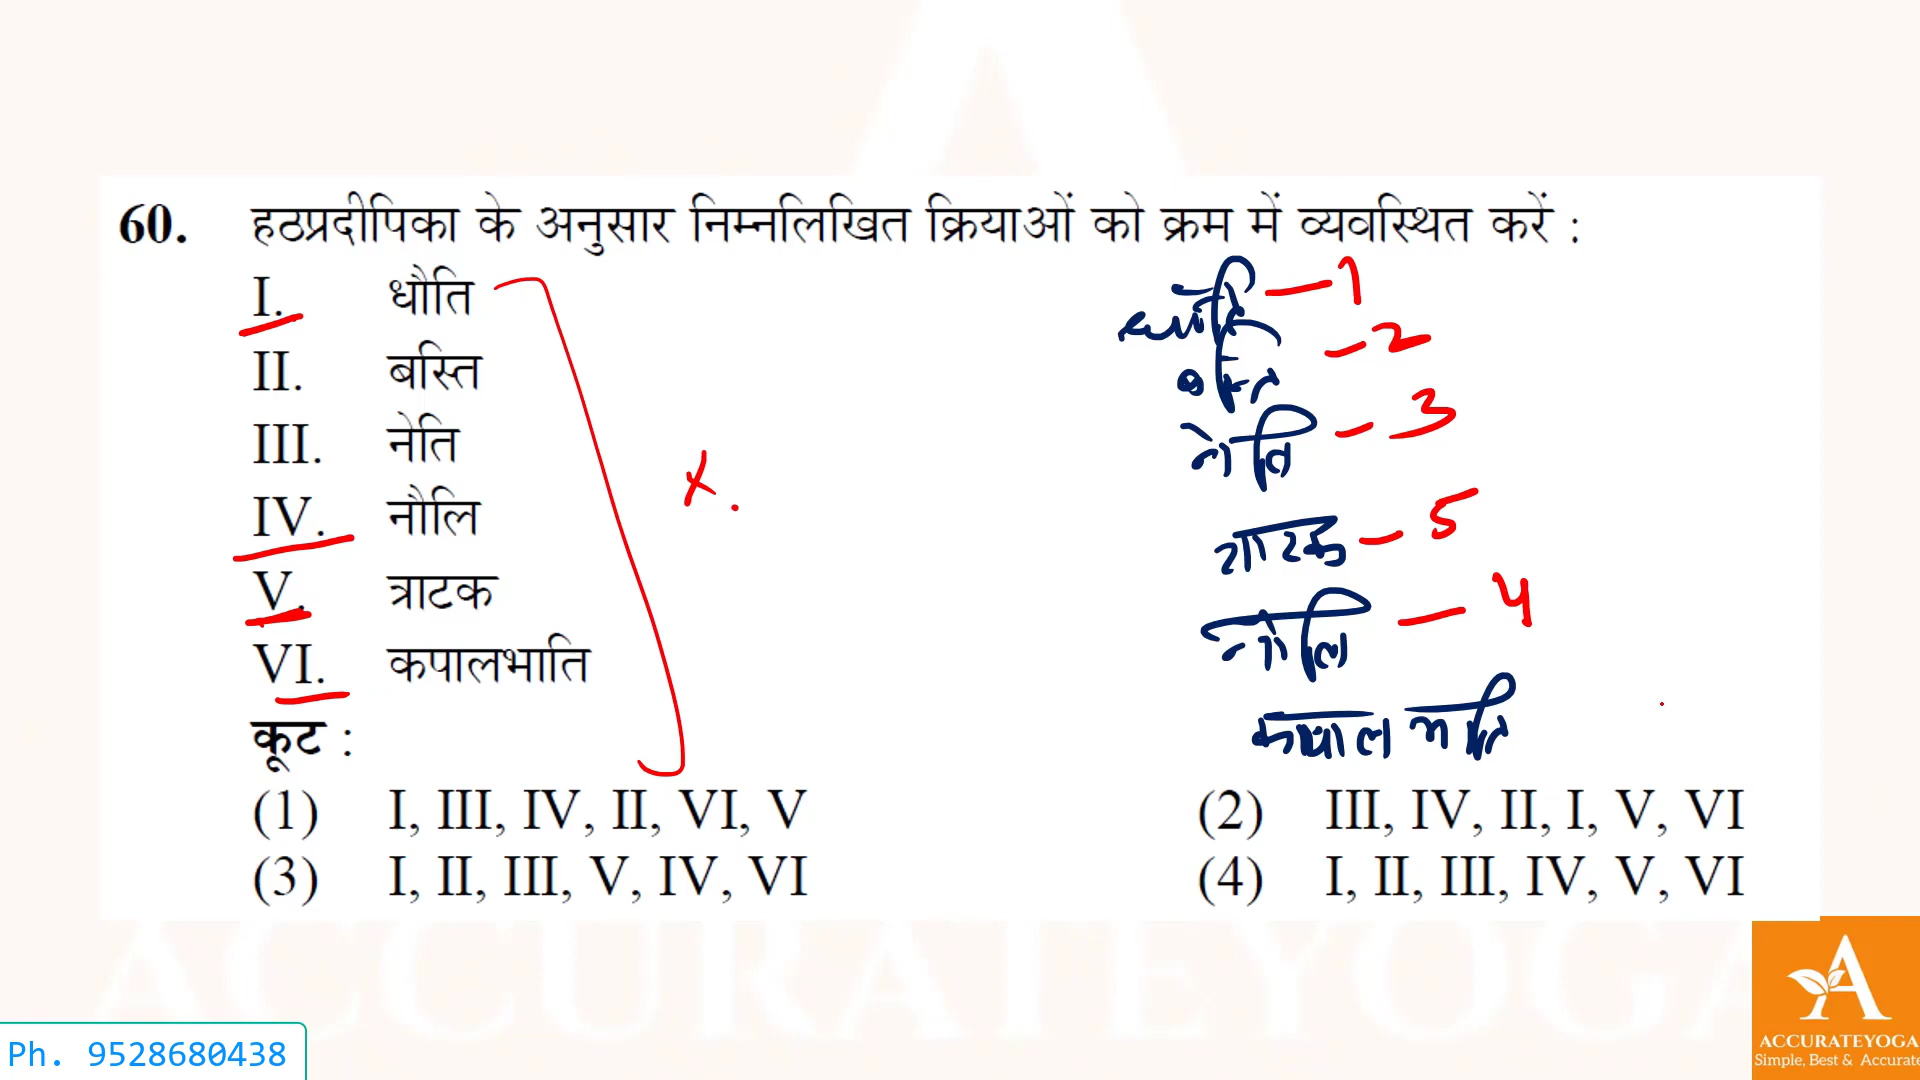 60. हठप्रदीपिका के अनुसार निम्नलिखित क्रियाओं को क्रम में व्यवस्थित करें :
I. धौति
II. बस्ति
III. नेति
IV. नौलि
V. त्राटक
VI. कपालभाति
कूट :
(1) I, III, IV, II, VI, V
(2) III, IV, II, I, V, VI
(3) I, II, III, V, IV, VI
(4) I, II, III, IV, V, VI
धौति – 1
– 2
नेति – 3
त्राटक – 5
नौलि – 4
कपालभाति
x.
ACCURATEYOGA
Ph. 9528680438
ACCURATEYOGA
Simple, Best & Accurate